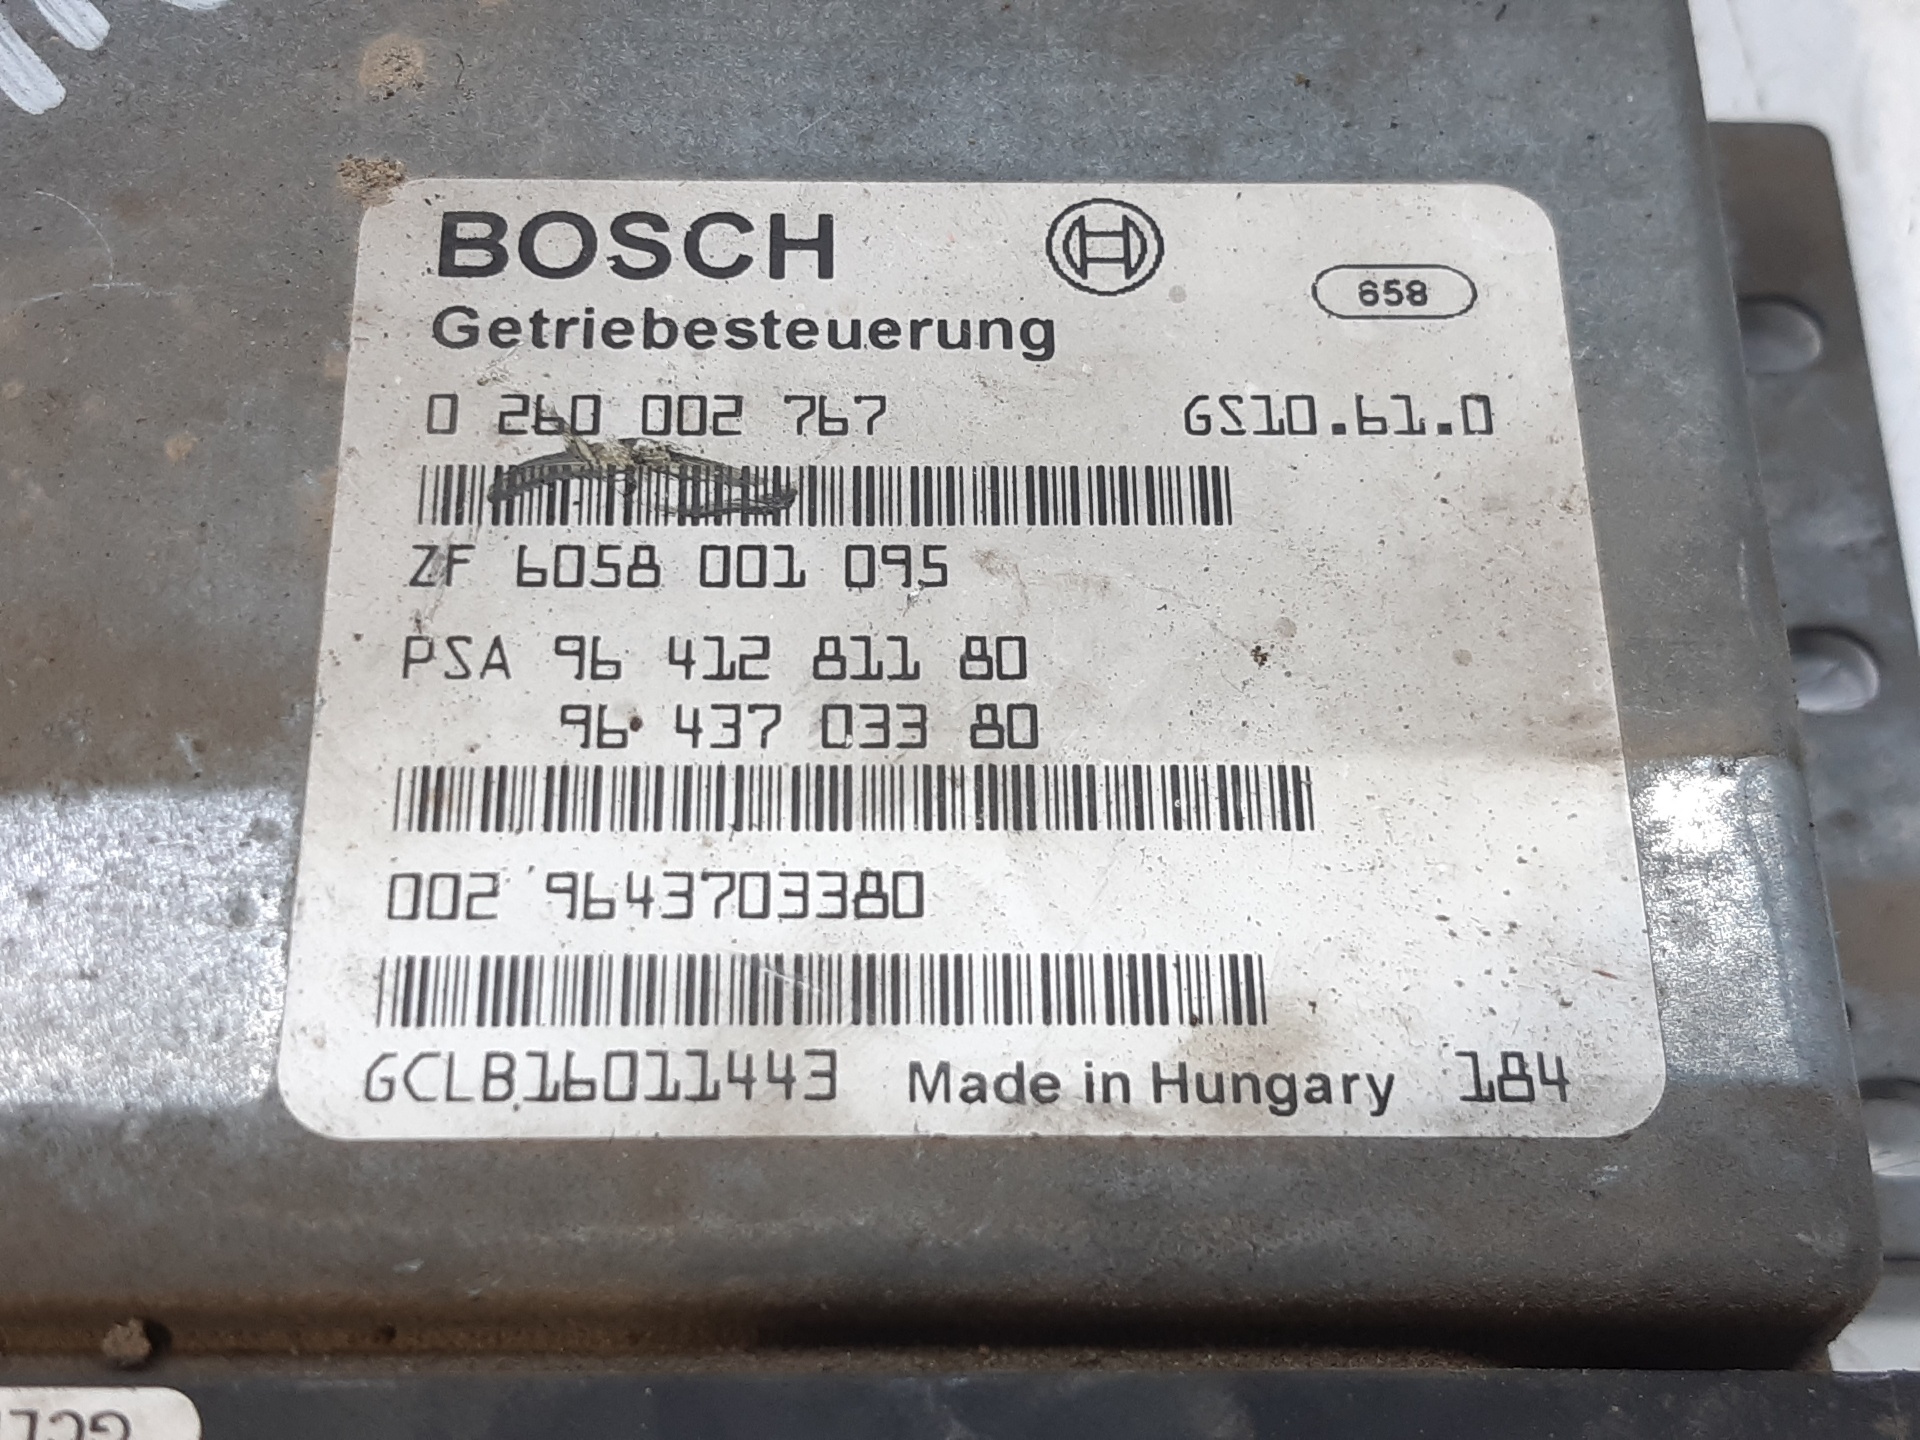 BOSCH
658
Getriebesteuerung
0 260 002 767 GS10.61.0
ZF 6058 001 095
PSA 96 412 811 80
96 437 033 80
002 9643703380
GCLB16011443 Made in Hungary 184